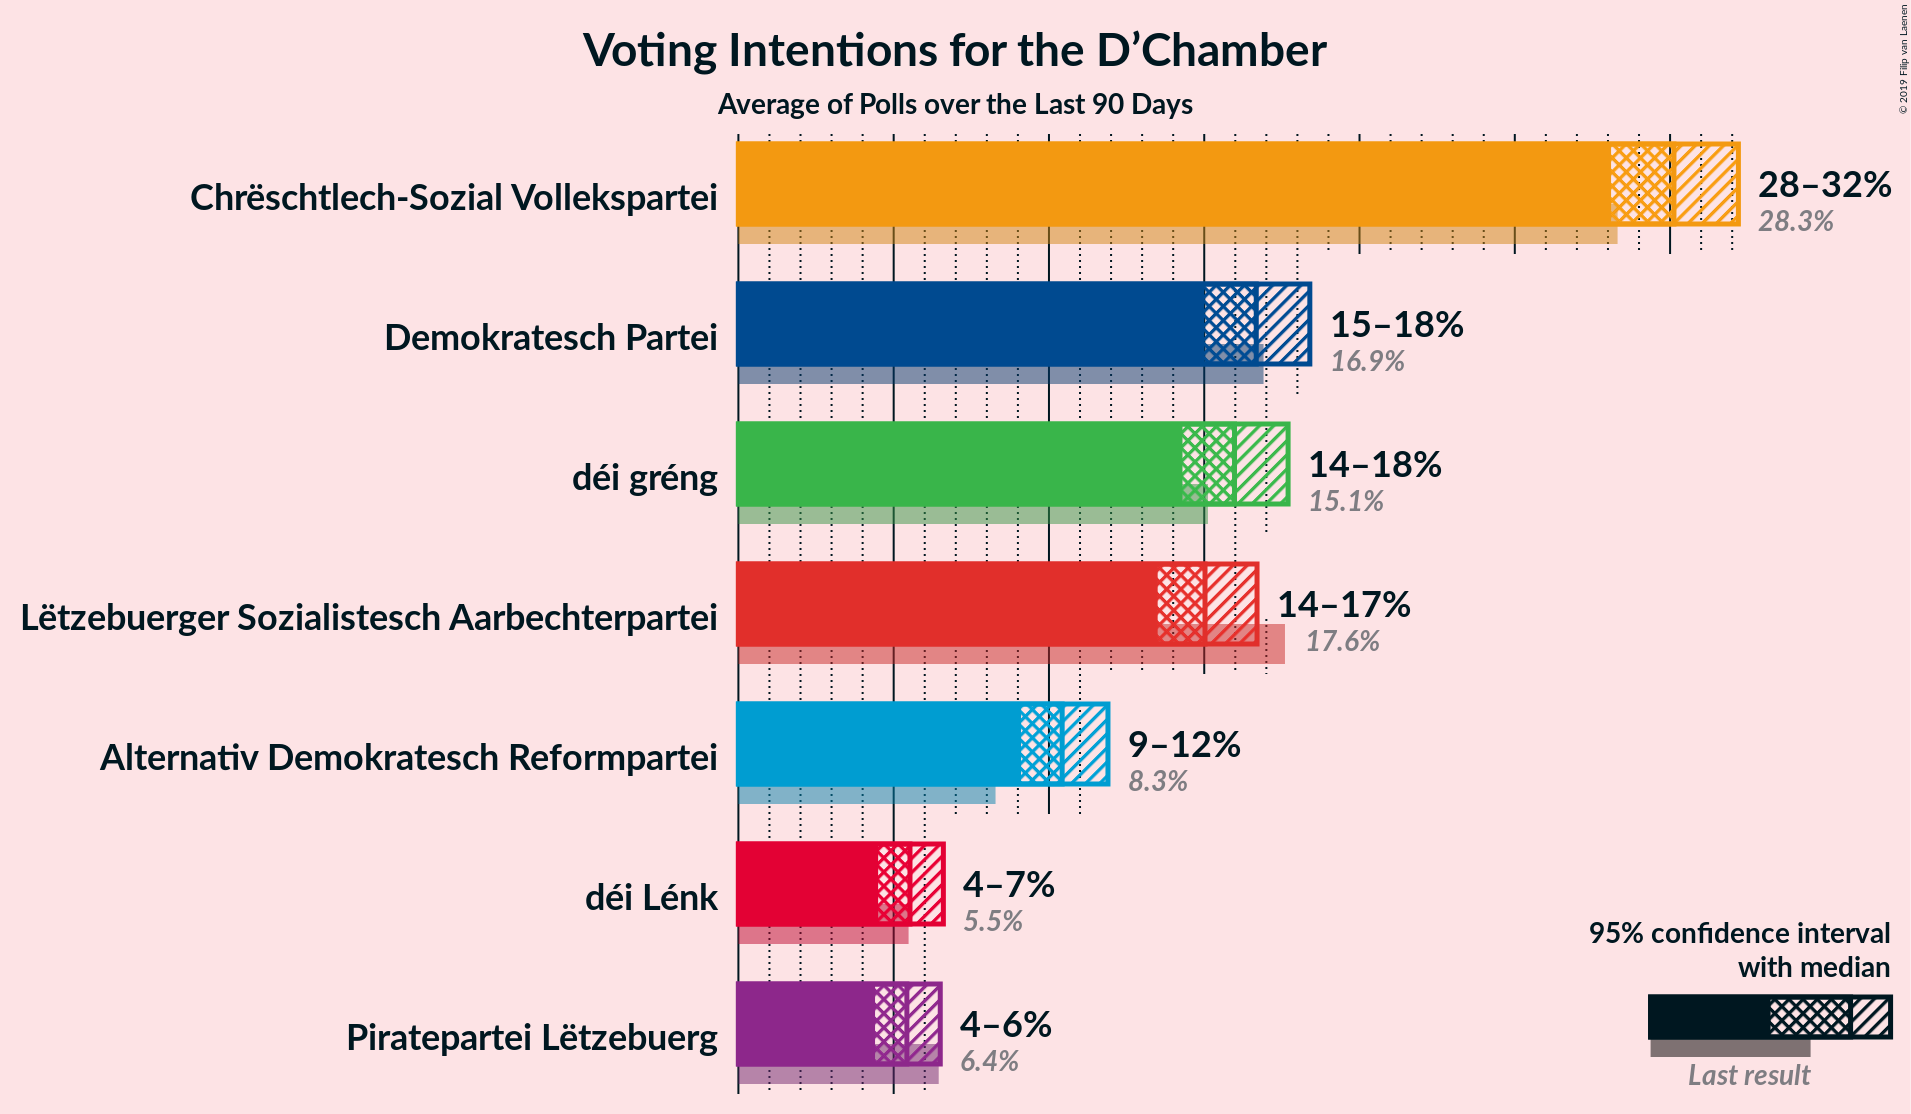 Voting Intentions for the D’Chamber
Average of Polls over the Last 90 Days
© 2019 Filip van Laenen
Chrëschtlech-Sozial Vollekspartei
28–32%
28.3%
Demokratesch Partei
15–18%
16.9%
déi gréng
14–18%
15.1%
Lëtzebuerger Sozialistesch Aarbechterpartei
14–17%
17.6%
Alternativ Demokratesch Reformpartei
9–12%
8.3%
déi Lénk
4–7%
5.5%
Piratepartei Lëtzebuerg
4–6%
6.4%
95% confidence interval
with median
Last result